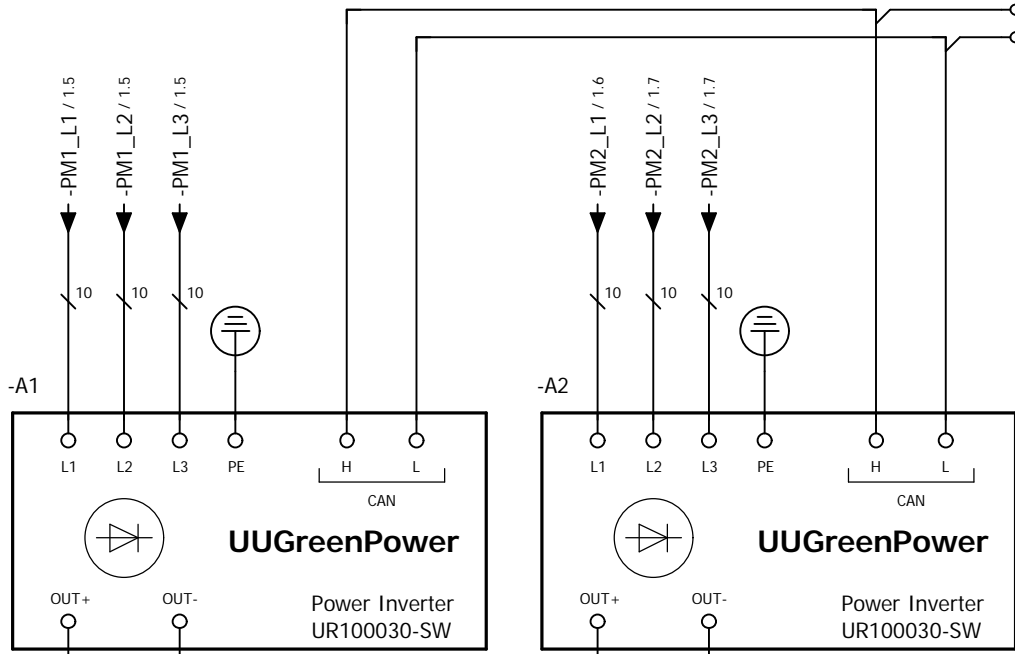 -PM1_L1 / 1.5
-PM1_L2 / 1.5
-PM1_L3 / 1.5
-PM2_L1 / 1.6
-PM2_L2 / 1.7
-PM2_L3 / 1.7
10 10 10
10 10 10
-A1
-A2
L1 L2 L3 PE H L
CAN
UUGreenPower
OUT+ OUT-
Power Inverter
UR100030-SW
L1 L2 L3 PE H L
CAN
UUGreenPower
OUT+ OUT-
Power Inverter
UR100030-SW